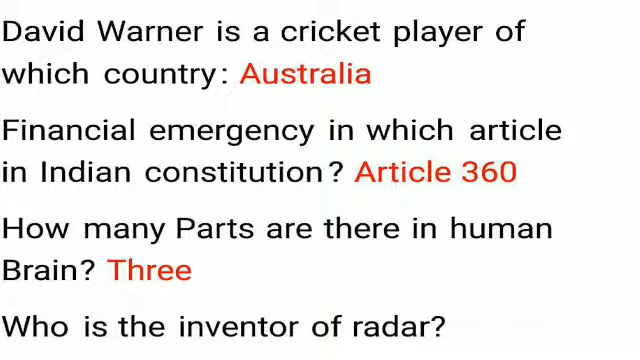 David Warner is a cricket player of
which country: Australia
Financial emergency in which article
in Indian constitution? Article 360
How many Parts are there in human
Brain? Three
Who is the inventor of radar?